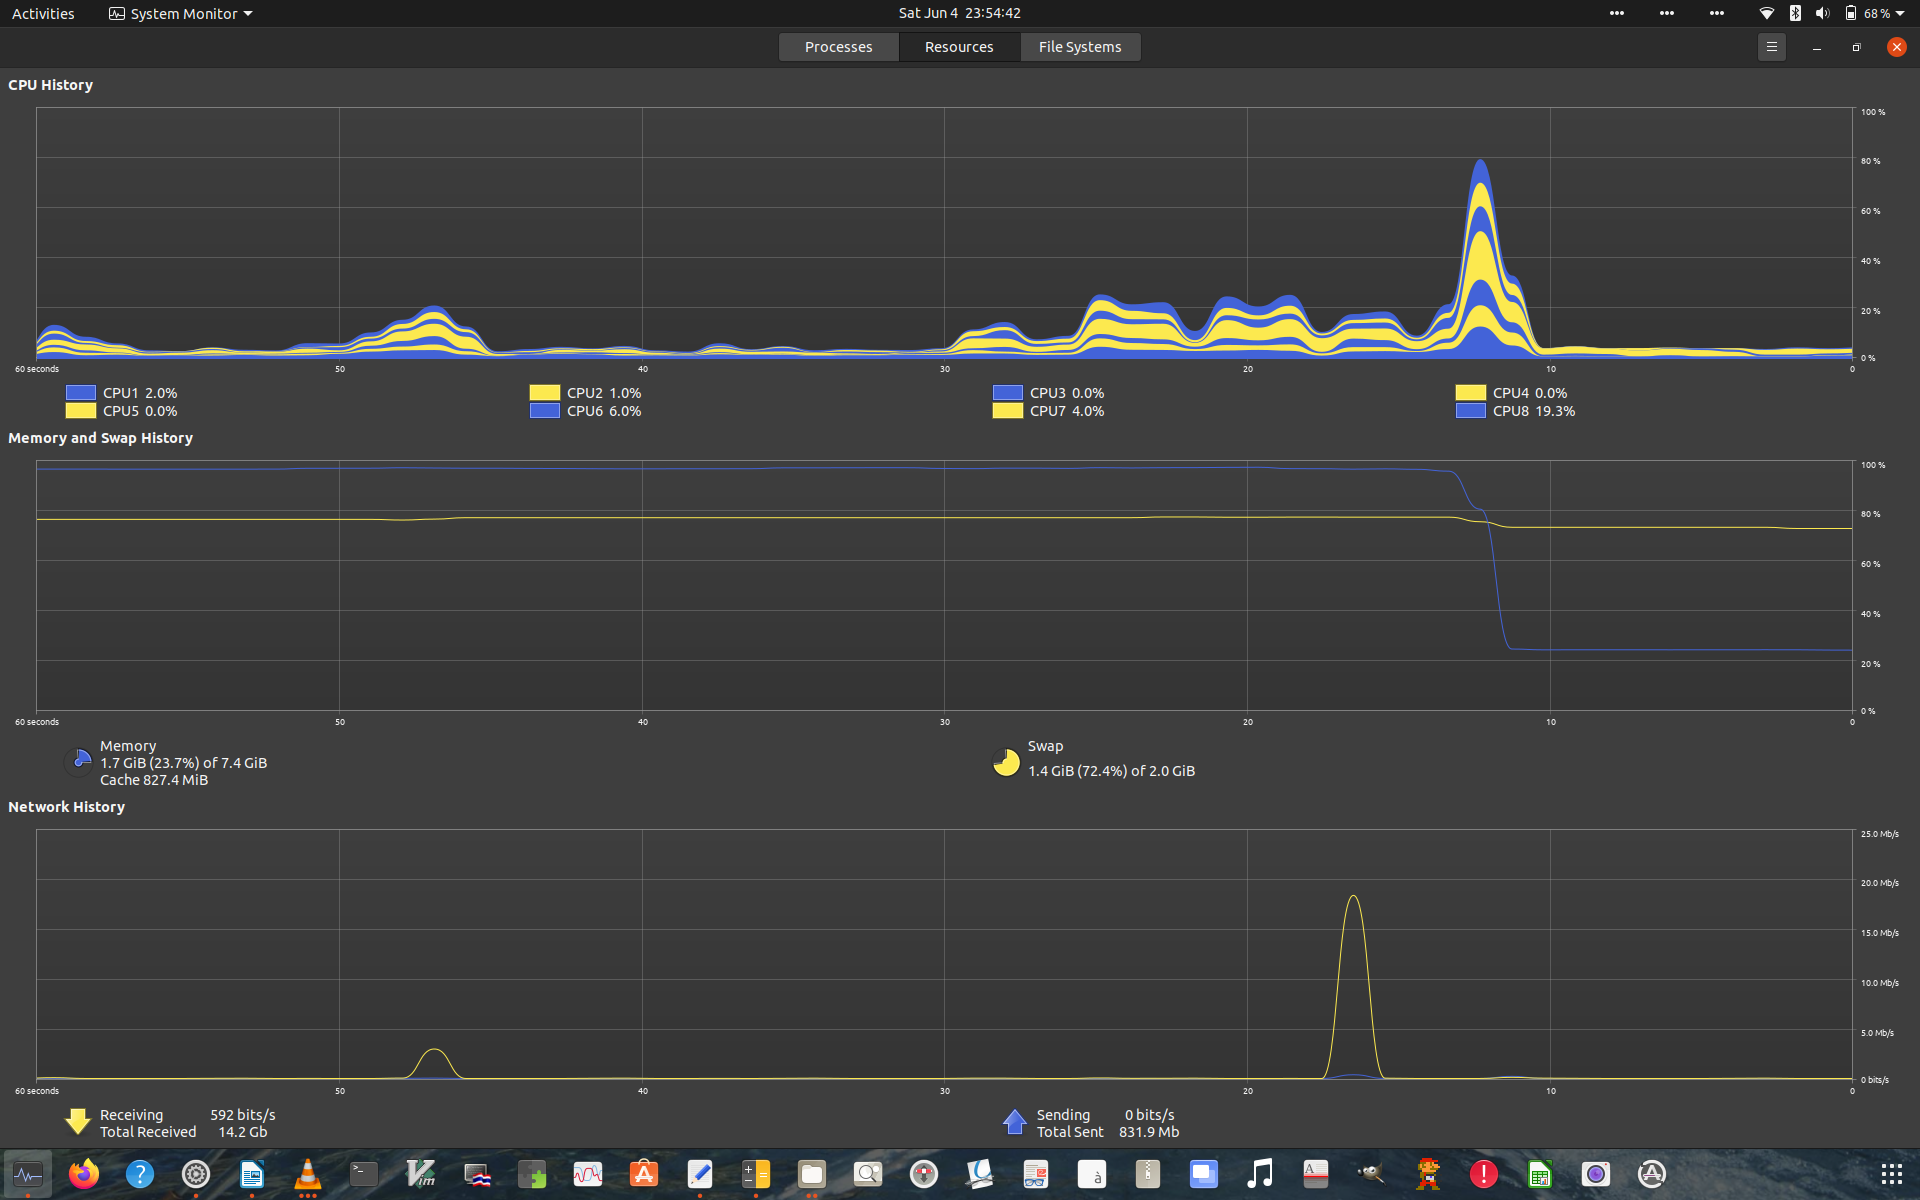 Activities System Monitor Sat Jun 4 23:54:42 68 %
Processes Resources File Systems
CPU History
100 %
80 %
60 %
40 %
20 %
0 %
60 seconds 50 40 30 20 10 0
CPU1 2.0% CPU2 1.0% CPU3 0.0% CPU4 0.0%
CPU5 0.0% CPU6 6.0% CPU7 4.0% CPU8 19.3%
Memory and Swap History
100 %
80 %
60 %
40 %
20 %
0 %
60 seconds 50 40 30 20 10 0
Memory Swap
1.7 GiB (23.7%) of 7.4 GiB 1.4 GiB (72.4%) of 2.0 GiB
Cache 827.4 MiB
Network History
25.0 Mb/s
20.0 Mb/s
15.0 Mb/s
10.0 Mb/s
5.0 Mb/s
0 bits/s
60 seconds 50 40 30 20 10 0
Receiving 592 bits/s Sending 0 bits/s
Total Received 14.2 Gb Total Sent 831.9 Mb